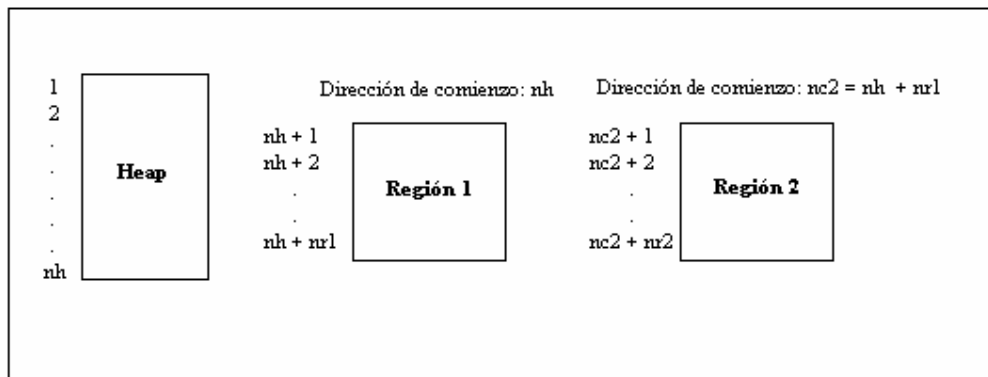 1
2
.
.
.
.
.
nh
Heap
Dirección de comienzo: nh
nh + 1
nh + 2
.
.
nh + nr1
Región 1
Dirección de comienzo: nc2 = nh + nr1
nc2 + 1
nc2 + 2
.
.
nc2 + nr2
Región 2